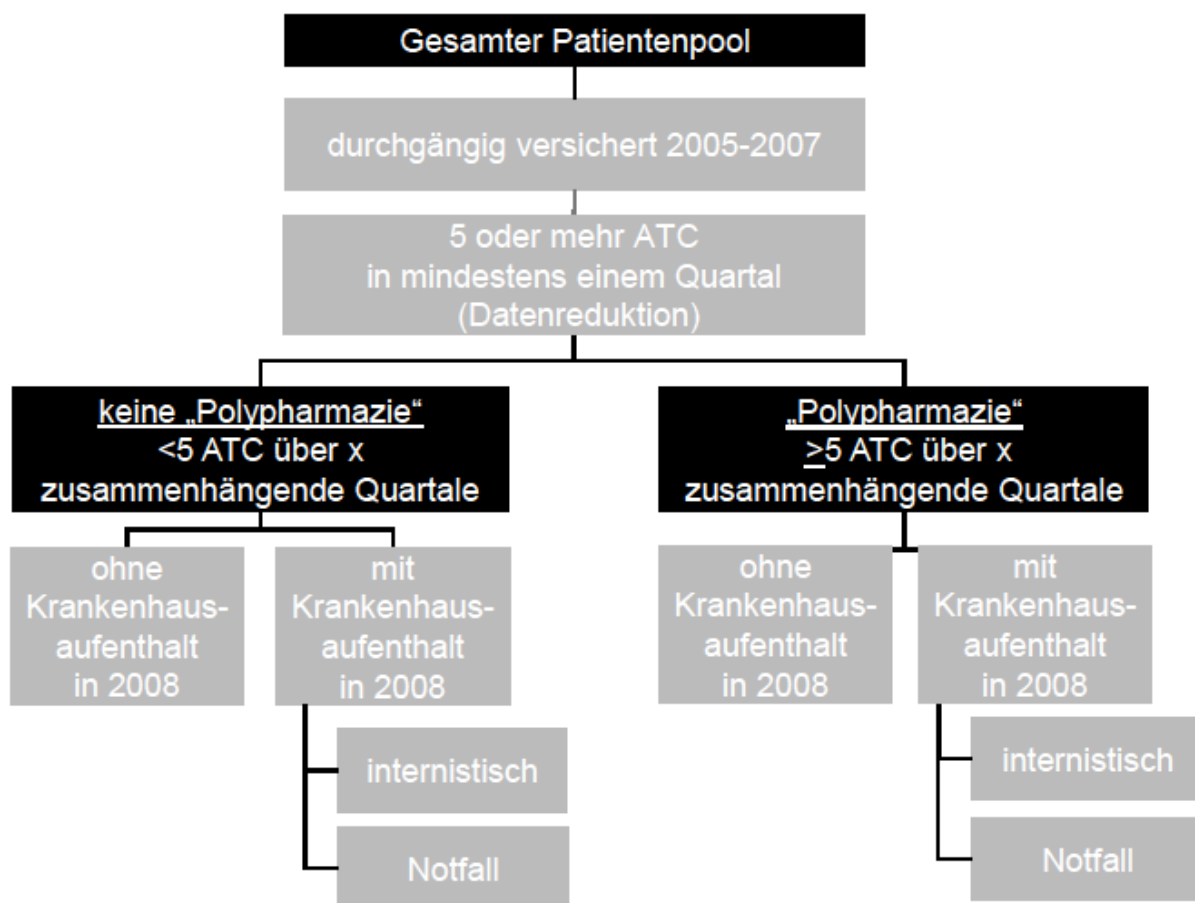 Gesamter Patientenpool
durchgängig versichert 2005-2007
5 oder mehr ATC
in mindestens einem Quartal
(Datenreduktion)
keine „Polypharmazie“
<5 ATC über x
zusammenhängende Quartale
„Polypharmazie“
>5 ATC über x
zusammenhängende Quartale
ohne
Krankenhaus-
aufenthalt
in 2008
mit
Krankenhaus-
aufenthalt
in 2008
internistisch
Notfall
ohne
Krankenhaus-
aufenthalt
in 2008
mit
Krankenhaus-
aufenthalt
in 2008
internistisch
Notfall